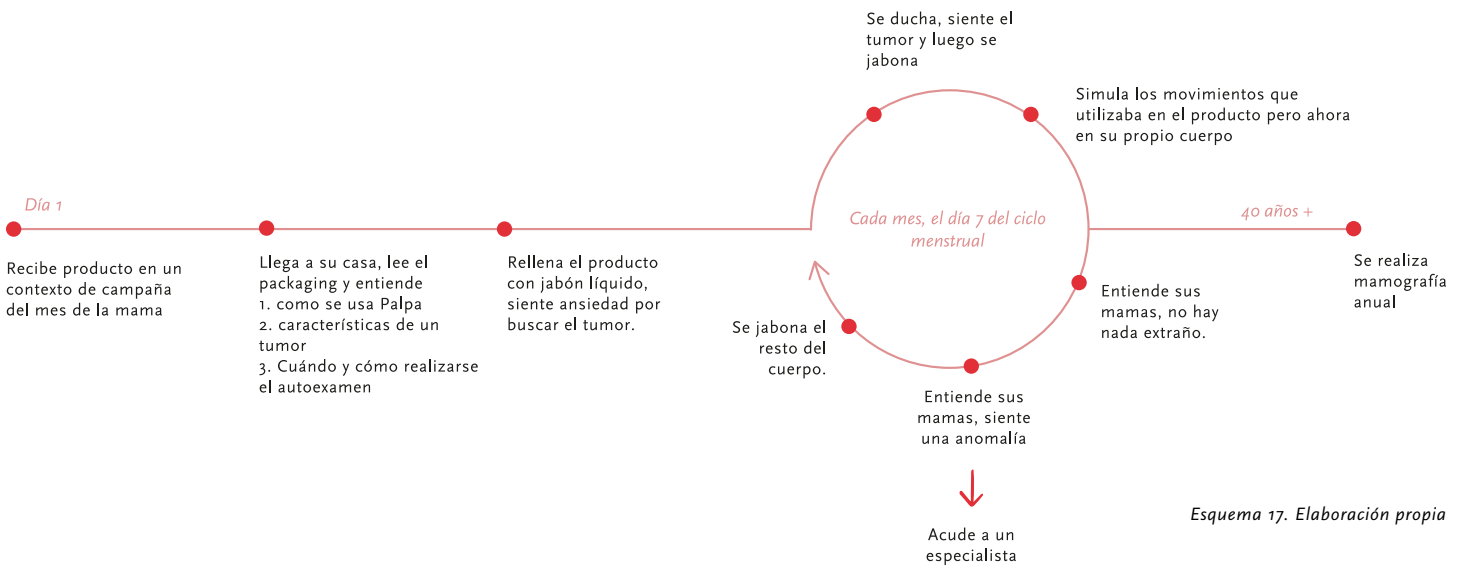 Día 1
Recibe producto en un
contexto de campaña
del mes de la mama
Llega a su casa, lee el
packaging y entiende
1. como se usa Palpa
2. características de un
tumor
3. Cuándo y cómo realizarse
el autoexamen
Rellena el producto
con jabón líquido,
siente ansiedad por
buscar el tumor.
Se ducha, siente el
tumor y luego se
jabona
Simula los movimientos que
utilizaba en el producto pero ahora
en su propio cuerpo
Cada mes, el día 7 del ciclo
menstrual
Entiende sus
mamas, no hay
nada extraño.
Entiende sus
mamas, siente
una anomalía
Acude a un
especialista
Se jabona el
resto del
cuerpo.
40 años +
Se realiza
mamografía
anual
Esquema 17. Elaboración propia